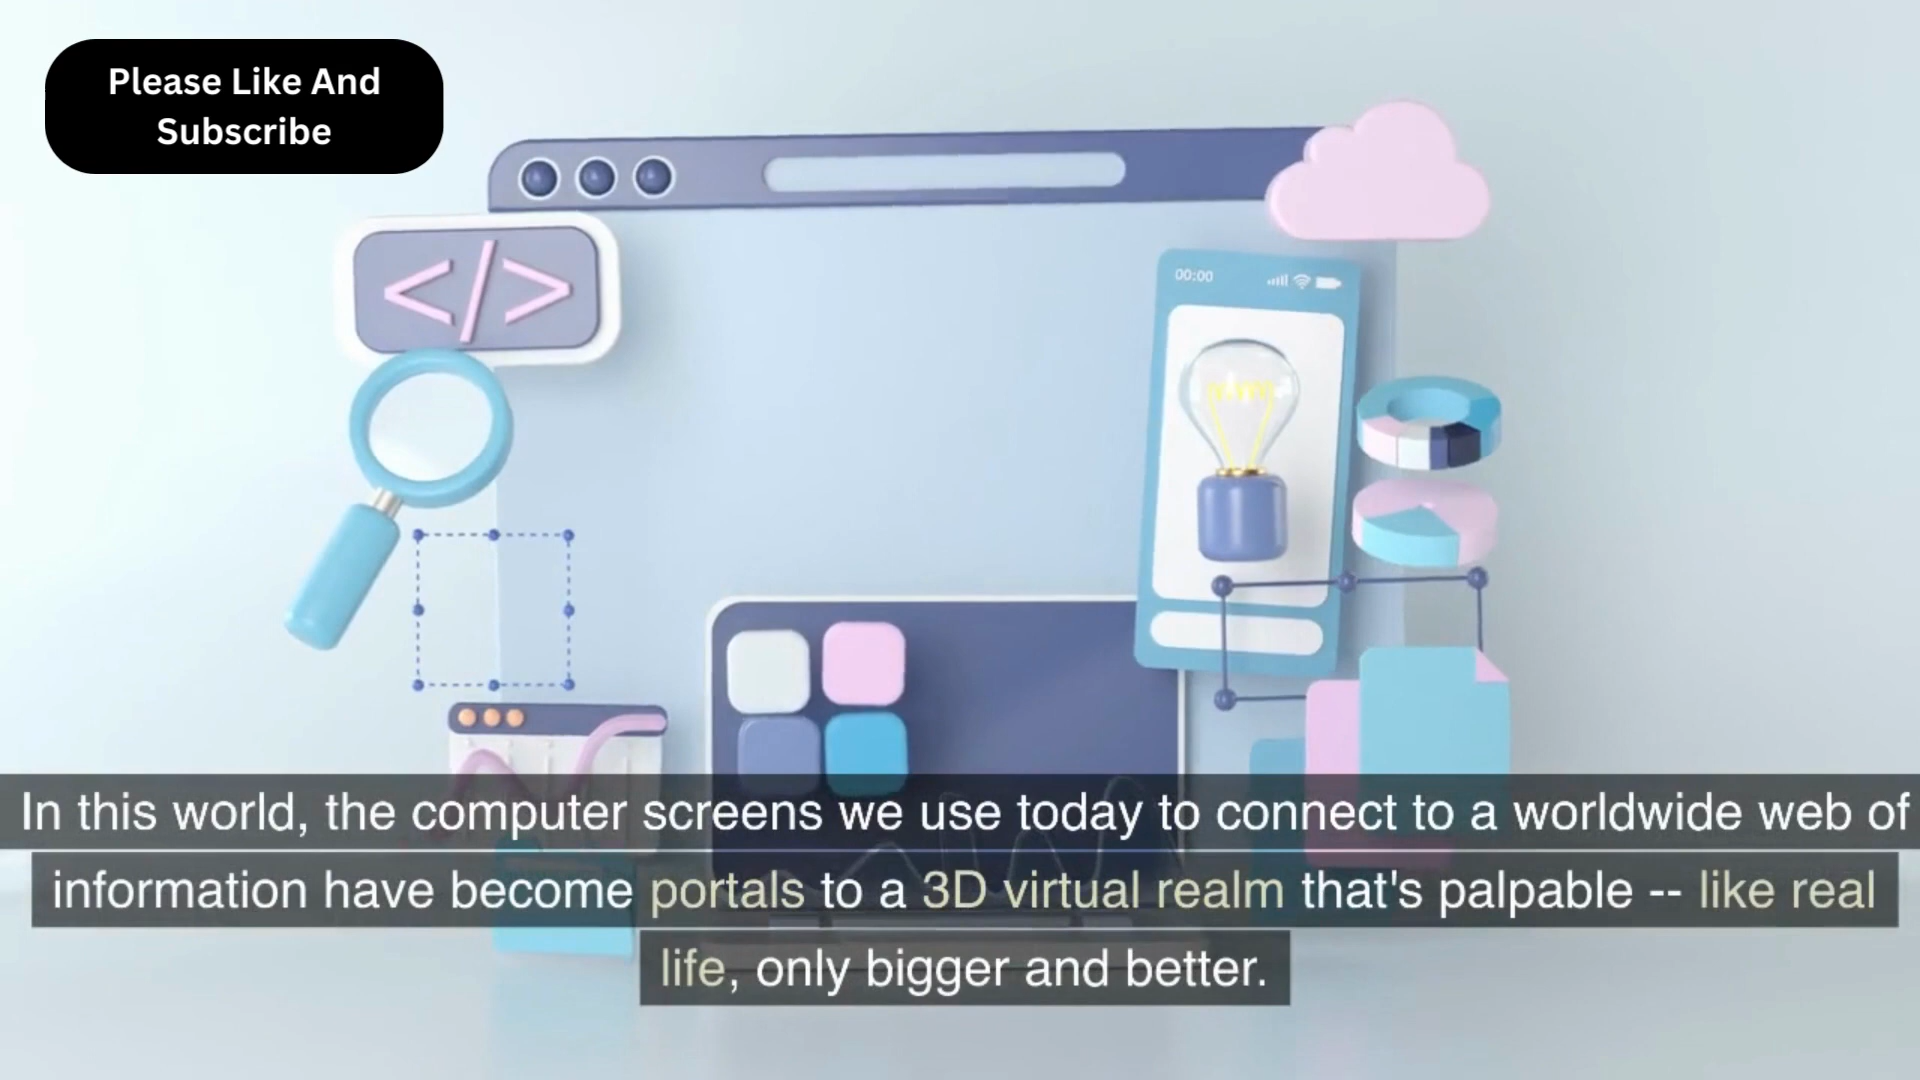 Please Like And
Subscribe
</>
00:00
In this world, the computer screens we use today to connect to a worldwide web of
information have become portals to a 3D virtual realm that's palpable -- like real
life, only bigger and better.